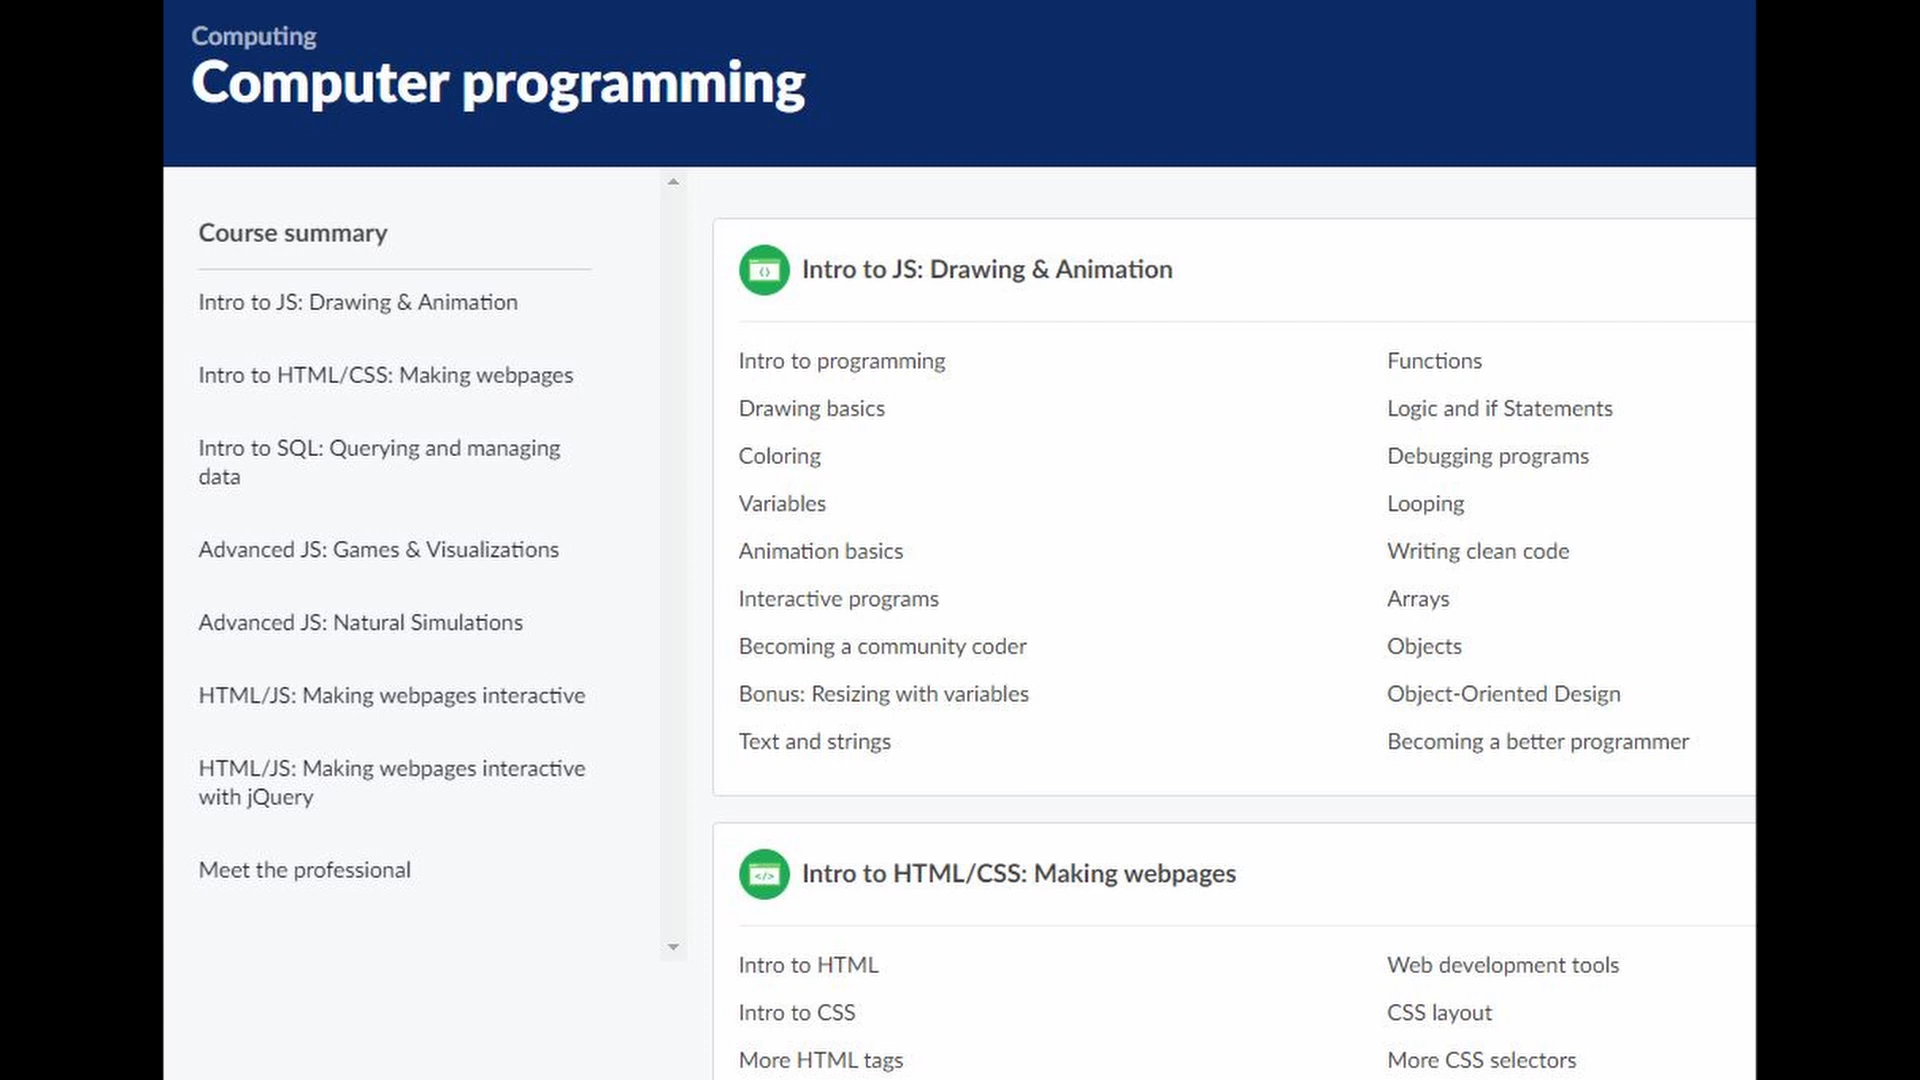 Computing
Computer programming
Course summary
Intro to JS: Drawing & Animation
Intro to HTML/CSS: Making webpages
Intro to SQL: Querying and managing
data
Advanced JS: Games & Visualizations
Advanced JS: Natural Simulations
HTML/JS: Making webpages interactive
HTML/JS: Making webpages interactive
with jQuery
Meet the professional
Intro to JS: Drawing & Animation
Intro to programming
Drawing basics
Coloring
Variables
Animation basics
Interactive programs
Becoming a community coder
Bonus: Resizing with variables
Text and strings
Functions
Logic and if Statements
Debugging programs
Looping
Writing clean code
Arrays
Objects
Object-Oriented Design
Becoming a better programmer
Intro to HTML/CSS: Making webpages
Intro to HTML
Intro to CSS
More HTML tags
Web development tools
CSS layout
More CSS selectors